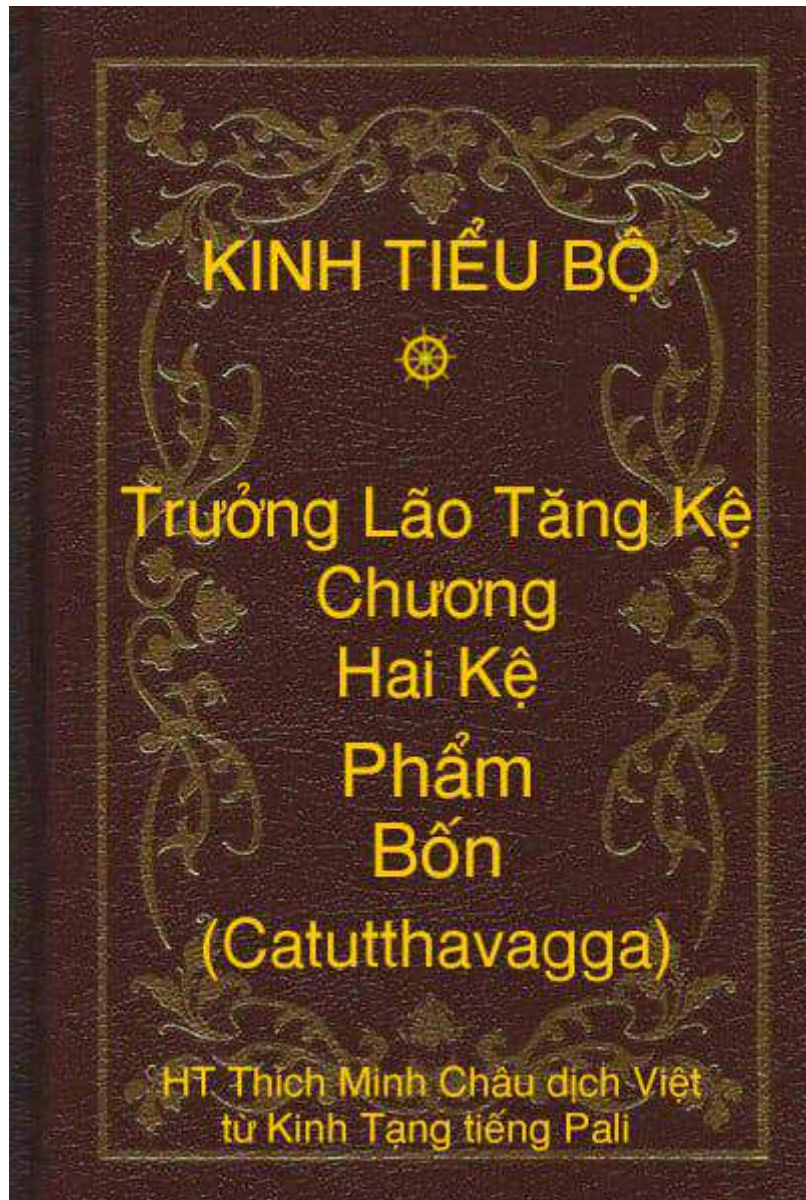 KINH TIỂU BỘ
Trưởng Lão Tăng Kệ
Chương
Hai Kệ
Phẩm
Bốn
(Catutthavagga)
HT Thích Minh Châu dịch Việt
từ Kinh Tạng tiếng Pali